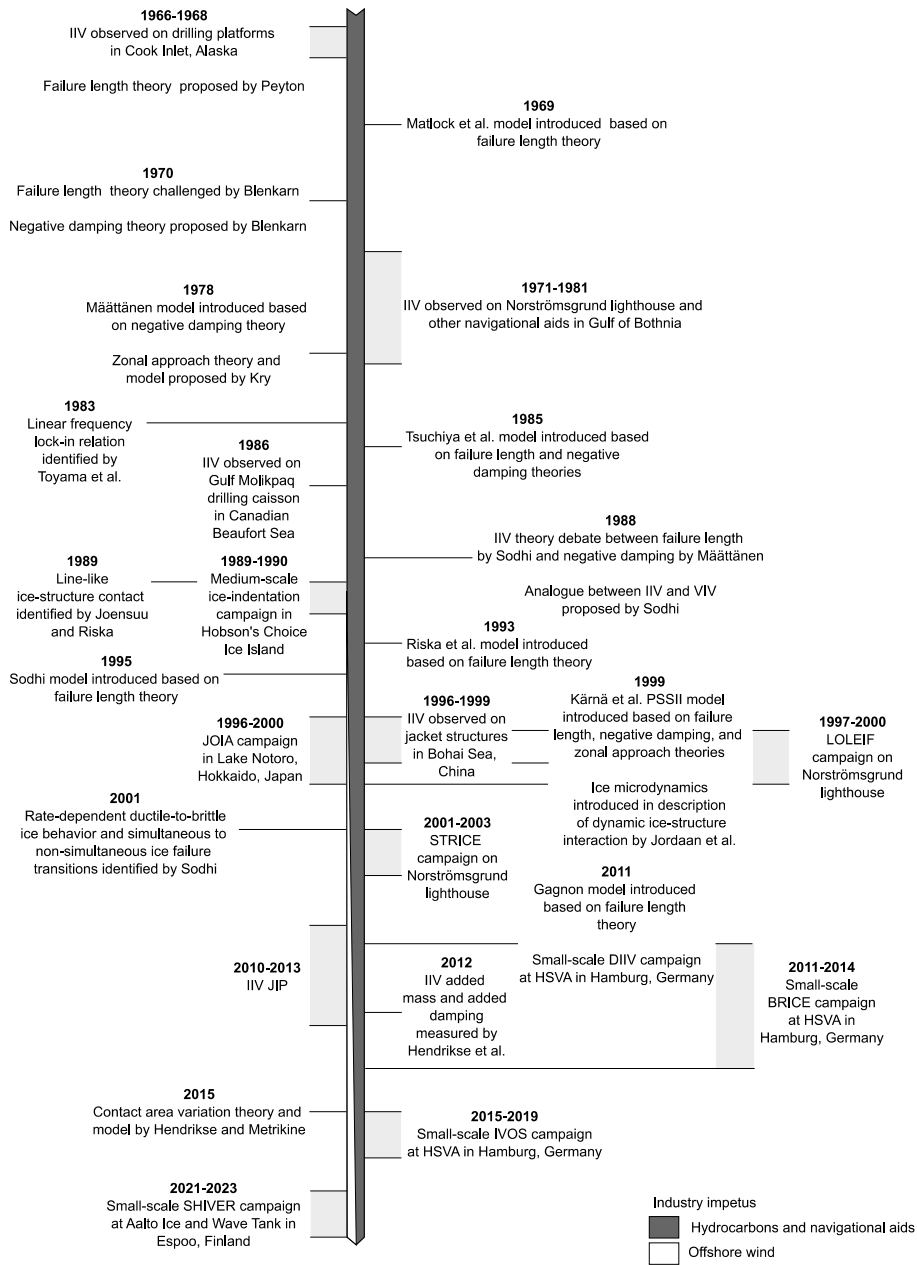 1966-1968
IIV observed on drilling platforms
in Cook Inlet, Alaska
Failure length theory proposed by Peyton
1969
Matlock et al. model introduced based on
failure length theory
1970
Failure length theory challenged by Blenkarn
Negative damping theory proposed by Blenkarn
1971-1981
IIV observed on Norströmsgrund lighthouse and
other navigational aids in Gulf of Bothnia
1978
Määttänen model introduced based
on negative damping theory
Zonal approach theory and
model proposed by Kry
1983
Linear frequency
lock-in relation
identified by
Toyama et al.
1985
Tsuchiya et al. model introduced based
on failure length and negative
damping theories
1986
IIV observed on
Gulf Molikpaq
drilling caisson
in Canadian
Beaufort Sea
1988
IIV theory debate between failure length
by Sodhi and negative damping by Määttänen
Analogue between IIV and VIV
proposed by Sodhi
1989
Line-like
ice-structure contact
identified by Joensuu
and Riska
1989-1990
Medium-scale
ice-indentation
campaign in
Hobson's Choice
Ice Island
1993
Riska et al. model introduced
based on failure length theory
1995
Sodhi model introduced based on
failure length theory
1996-2000
JOIA campaign
in Lake Notoro,
Hokkaido, Japan
1996-1999
IIV observed on
jacket structures
in Bohai Sea,
China
1999
Kärnä et al. PSSII model
introduced based on failure
length, negative damping, and
zonal approach theories
Ice microdynamics
introduced in description
of dynamic ice-structure
interaction by Jordaan et al.
1997-2000
LOLEIF
campaign on
Norströmsgrund
lighthouse
2001
Rate-dependent ductile-to-brittle
ice behavior and simultaneous to
non-simultaneous ice failure
transitions identified by Sodhi
2001-2003
STRICE
campaign on
Norströmsgrund
lighthouse
2011
Gagnon model introduced
based on failure length
theory
Small-scale DIIV campaign
at HSVA in Hamburg, Germany
2010-2013
IIV JIP
2012
IIV added
mass and added
damping
measured by
Hendrikse et al.
2011-2014
Small-scale
BRICE campaign
at HSVA in
Hamburg, Germany
2015
Contact area variation theory and
model by Hendrikse and Metrikine
2015-2019
Small-scale IVOS campaign
at HSVA in Hamburg, Germany
2021-2023
Small-scale SHIVER campaign
at Aalto Ice and Wave Tank in
Espoo, Finland
Industry impetus
Hydrocarbons and navigational aids
Offshore wind